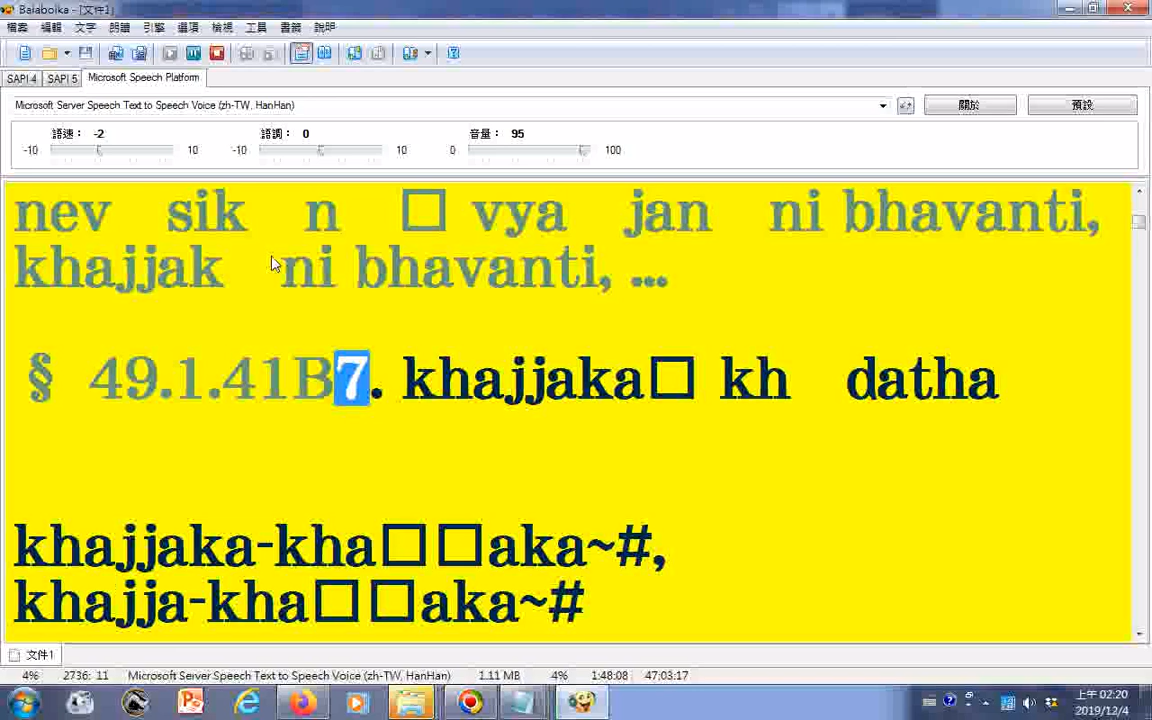 Balabolka - [文件1]
檔案 編輯 文字 朗讀 引擎 選項 檢視 工具 書籤 說明
SAPI 4 SAPI 5 Microsoft Speech Platform
Microsoft Server Speech Text to Speech Voice (zh-TW, HanHan) 關於 預設
語速： -2 語調： 0 音量： 95
-10 10 -10 10 0 100
nev sik n □ vya jan ni bhavanti,
khajjak ni bhavanti, ...
§ 49.1.41B7. khajjaka□ kh datha
khajjaka-kha□□aka~#,
khajja-kha□□aka~#
文件1
4% 2736: 11 Microsoft Server Speech Text to Speech Voice (zh-TW, HanHan) 1.11 MB 4% 1:48:08 47:03:17
上午 02:20
2019/12/4